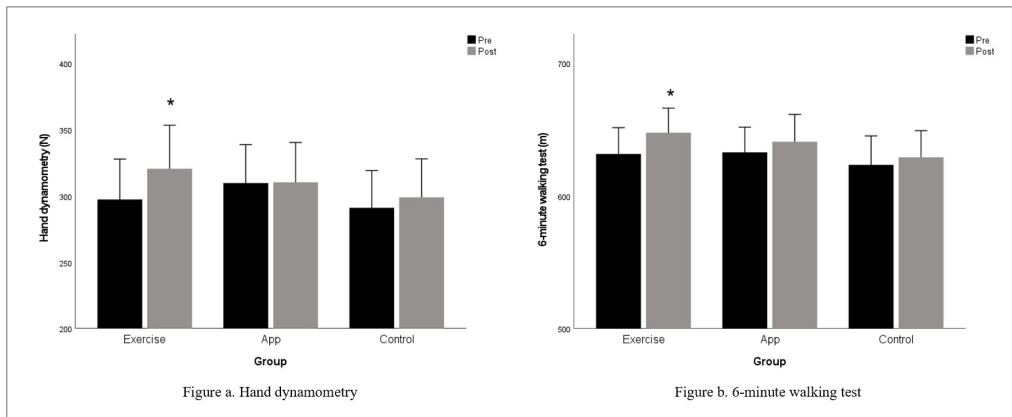 Pre
Post
400
*
350
300
250
200
Hand dynamometry (N)
Exercise App Control
Group
Figure a. Hand dynamometry
Pre
Post
700
*
600
500
6-minute walking test (m)
Exercise App Control
Group
Figure b. 6-minute walking test